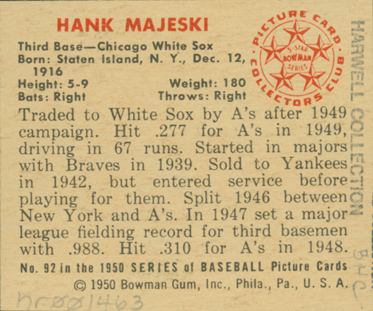 HANK MAJESKI
Third Base—Chicago White Sox
Born: Staten Island, N. Y., Dec. 12,
1916
Height: 5-9 Weight: 180
Bats: Right Throws: Right
PICTURE CARD
5-STAR
BOWMAN
SERIES
COLLECTORS CLUB
Traded to White Sox by A's after 1949
campaign. Hit .277 for A's in 1949,
driving in 67 runs. Started in majors
with Braves in 1939. Sold to Yankees
in 1942, but entered service before
playing for them. Split 1946 between
New York and A's. In 1947 set a major
league fielding record for third basemen
with .988. Hit .310 for A's in 1948.
No. 92 in the 1950 SERIES of BASEBALL Picture Cards
© 1950 Bowman Gum, Inc., Phila., Pa., U. S. A.
HARWELL COLLECTION
BHC